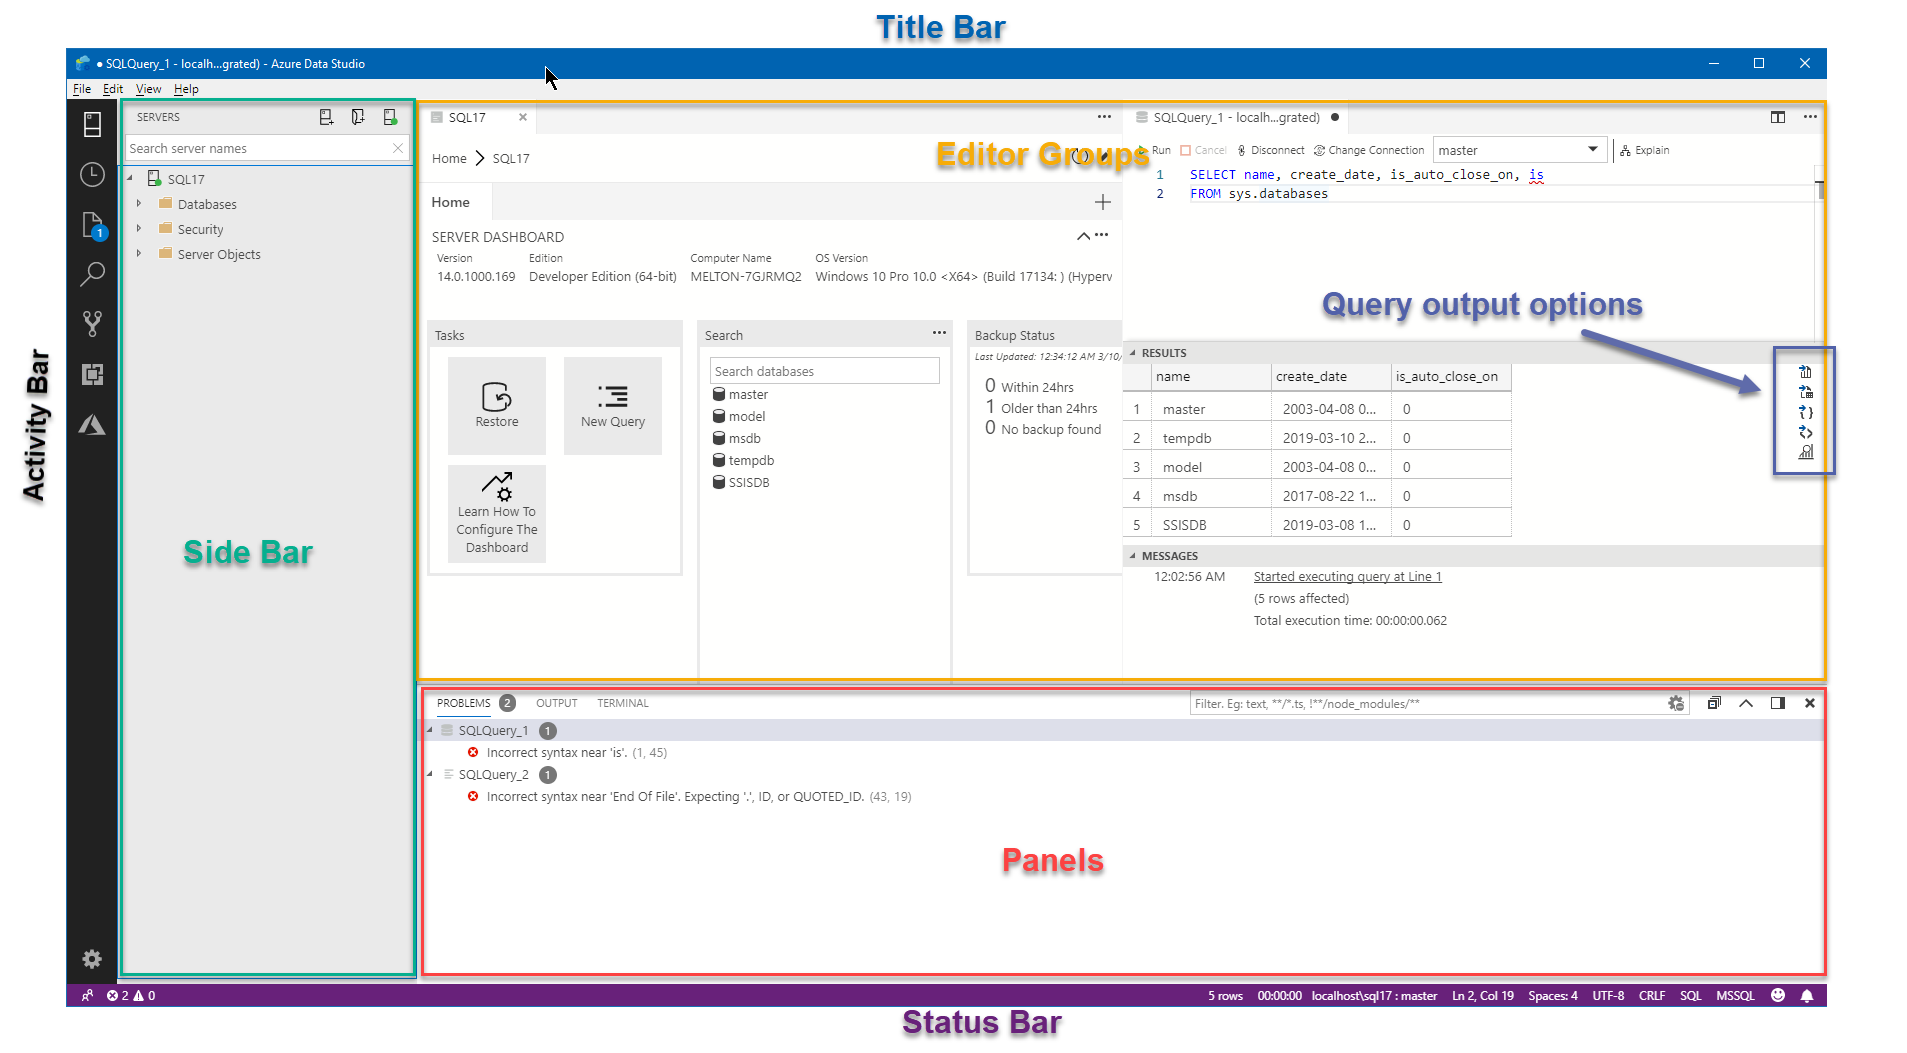 Title Bar
● SQLQuery_1 - localh...grated) - Azure Data Studio
File Edit View Help
Activity Bar
SERVERS
Search server names
SQL17
Databases
Security
Server Objects
1
Side Bar
Editor Groups
SQL17
Home SQL17
Home
SERVER DASHBOARD
Version Edition Computer Name OS Version
14.0.1000.169 Developer Edition (64-bit) MELTON-7GJRMQ2 Windows 10 Pro 10.0 <X64> (Build 17134: ) (Hyperv
Tasks
Restore
New Query
Learn How To
Configure The
Dashboard
Search
Search databases
master
model
msdb
tempdb
SSISDB
Backup Status
Last Updated: 12:34:12 AM 3/10/
0 Within 24hrs
1 Older than 24hrs
0 No backup found
SQLQuery_1 - localh...grated) ●
Run Cancel Disconnect Change Connection master Explain
1 SELECT name, create_date, is_auto_close_on, is
2 FROM sys.databases
Query output options
RESULTS
name create_date is_auto_close_on
1 master 2003-04-08 0... 0
2 tempdb 2019-03-10 2... 0
3 model 2003-04-08 0... 0
4 msdb 2017-08-22 1... 0
5 SSISDB 2019-03-08 1... 0
MESSAGES
12:02:56 AM Started executing query at Line 1
(5 rows affected)
Total execution time: 00:00:00.062
PROBLEMS 2 OUTPUT TERMINAL Filter. Eg: text, **/*.ts, !**/node_modules/**
SQLQuery_1 1
Incorrect syntax near 'is'. (1, 45)
SQLQuery_2 1
Incorrect syntax near 'End Of File'. Expecting '.', ID, or QUOTED_ID. (43, 19)
Panels
2 0 5 rows 00:00:00 localhost\sql17 : master Ln 2, Col 19 Spaces: 4 UTF-8 CRLF SQL MSSQL
Status Bar